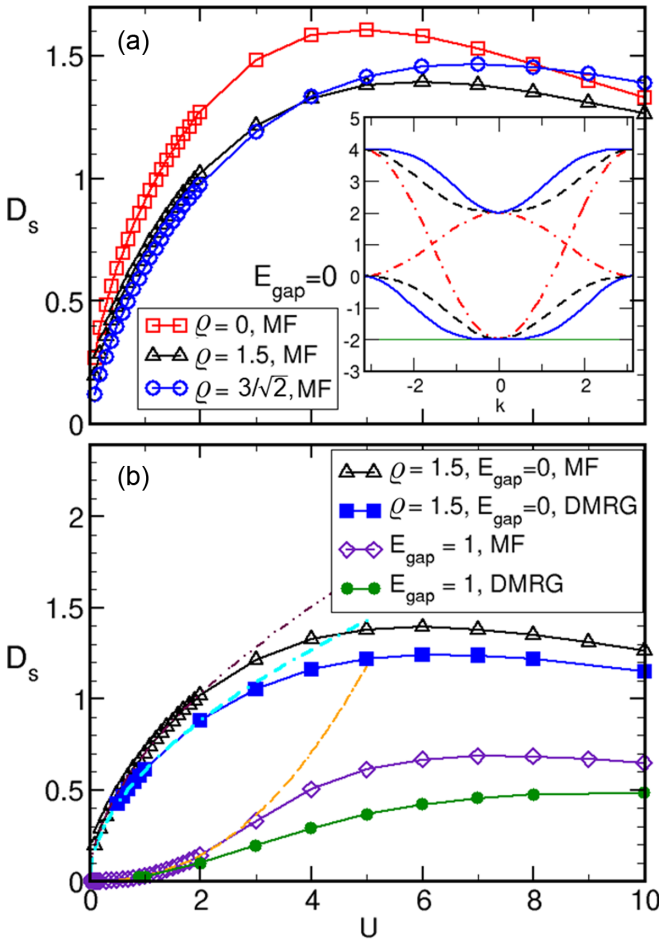 (a)
1.5
1
0.5
0
D_s
E_gap=0
ϱ = 0, MF
ϱ = 1.5, MF
ϱ = 3/√2, MF
5
4
3
2
1
0
-1
-2
-3
-2
0
2
k
(b)
2
1.5
1
0.5
0
D_s
ϱ = 1.5, E_gap=0, MF
ϱ = 1.5, E_gap=0, DMRG
E_gap = 1, MF
E_gap = 1, DMRG
0
2
4
6
8
10
U